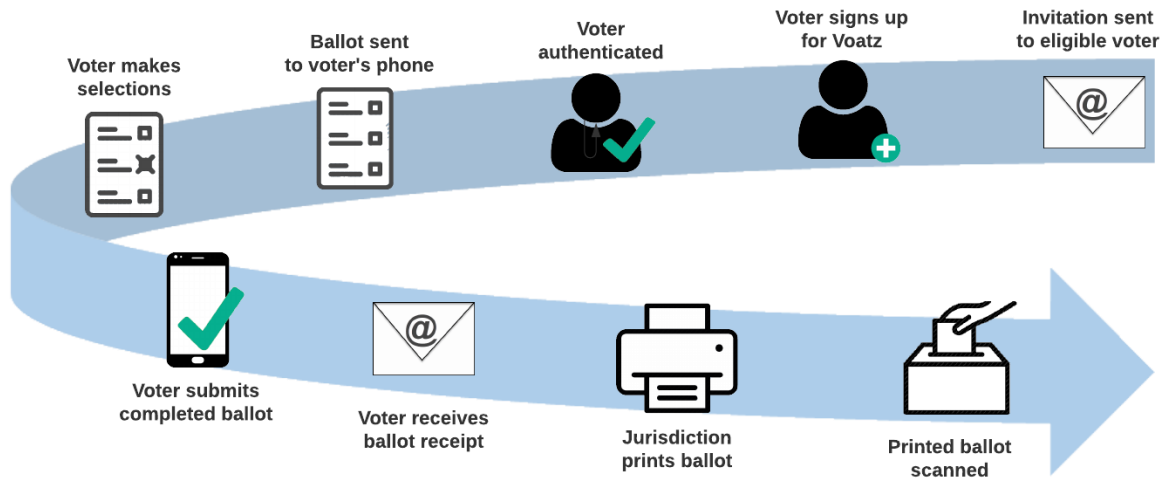 Voter makes
selections
Ballot sent
to voter's phone
Voter
authenticated
Voter signs up
for Voatz
Invitation sent
to eligible voter
@
@
Voter submits
completed ballot
Voter receives
ballot receipt
Jurisdiction
prints ballot
Printed ballot
scanned